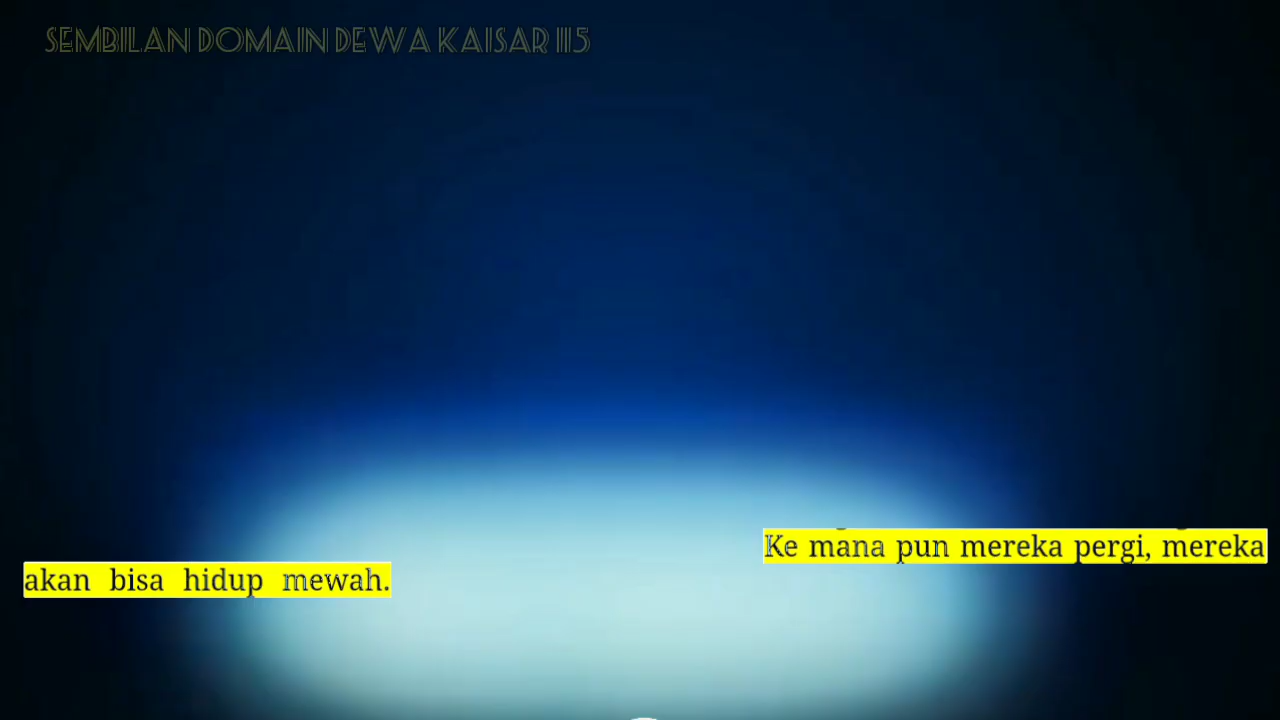 SEMBILAN DOMAIN DEWA KAISAR 115
Ke mana pun mereka pergi, mereka
akan bisa hidup mewah.